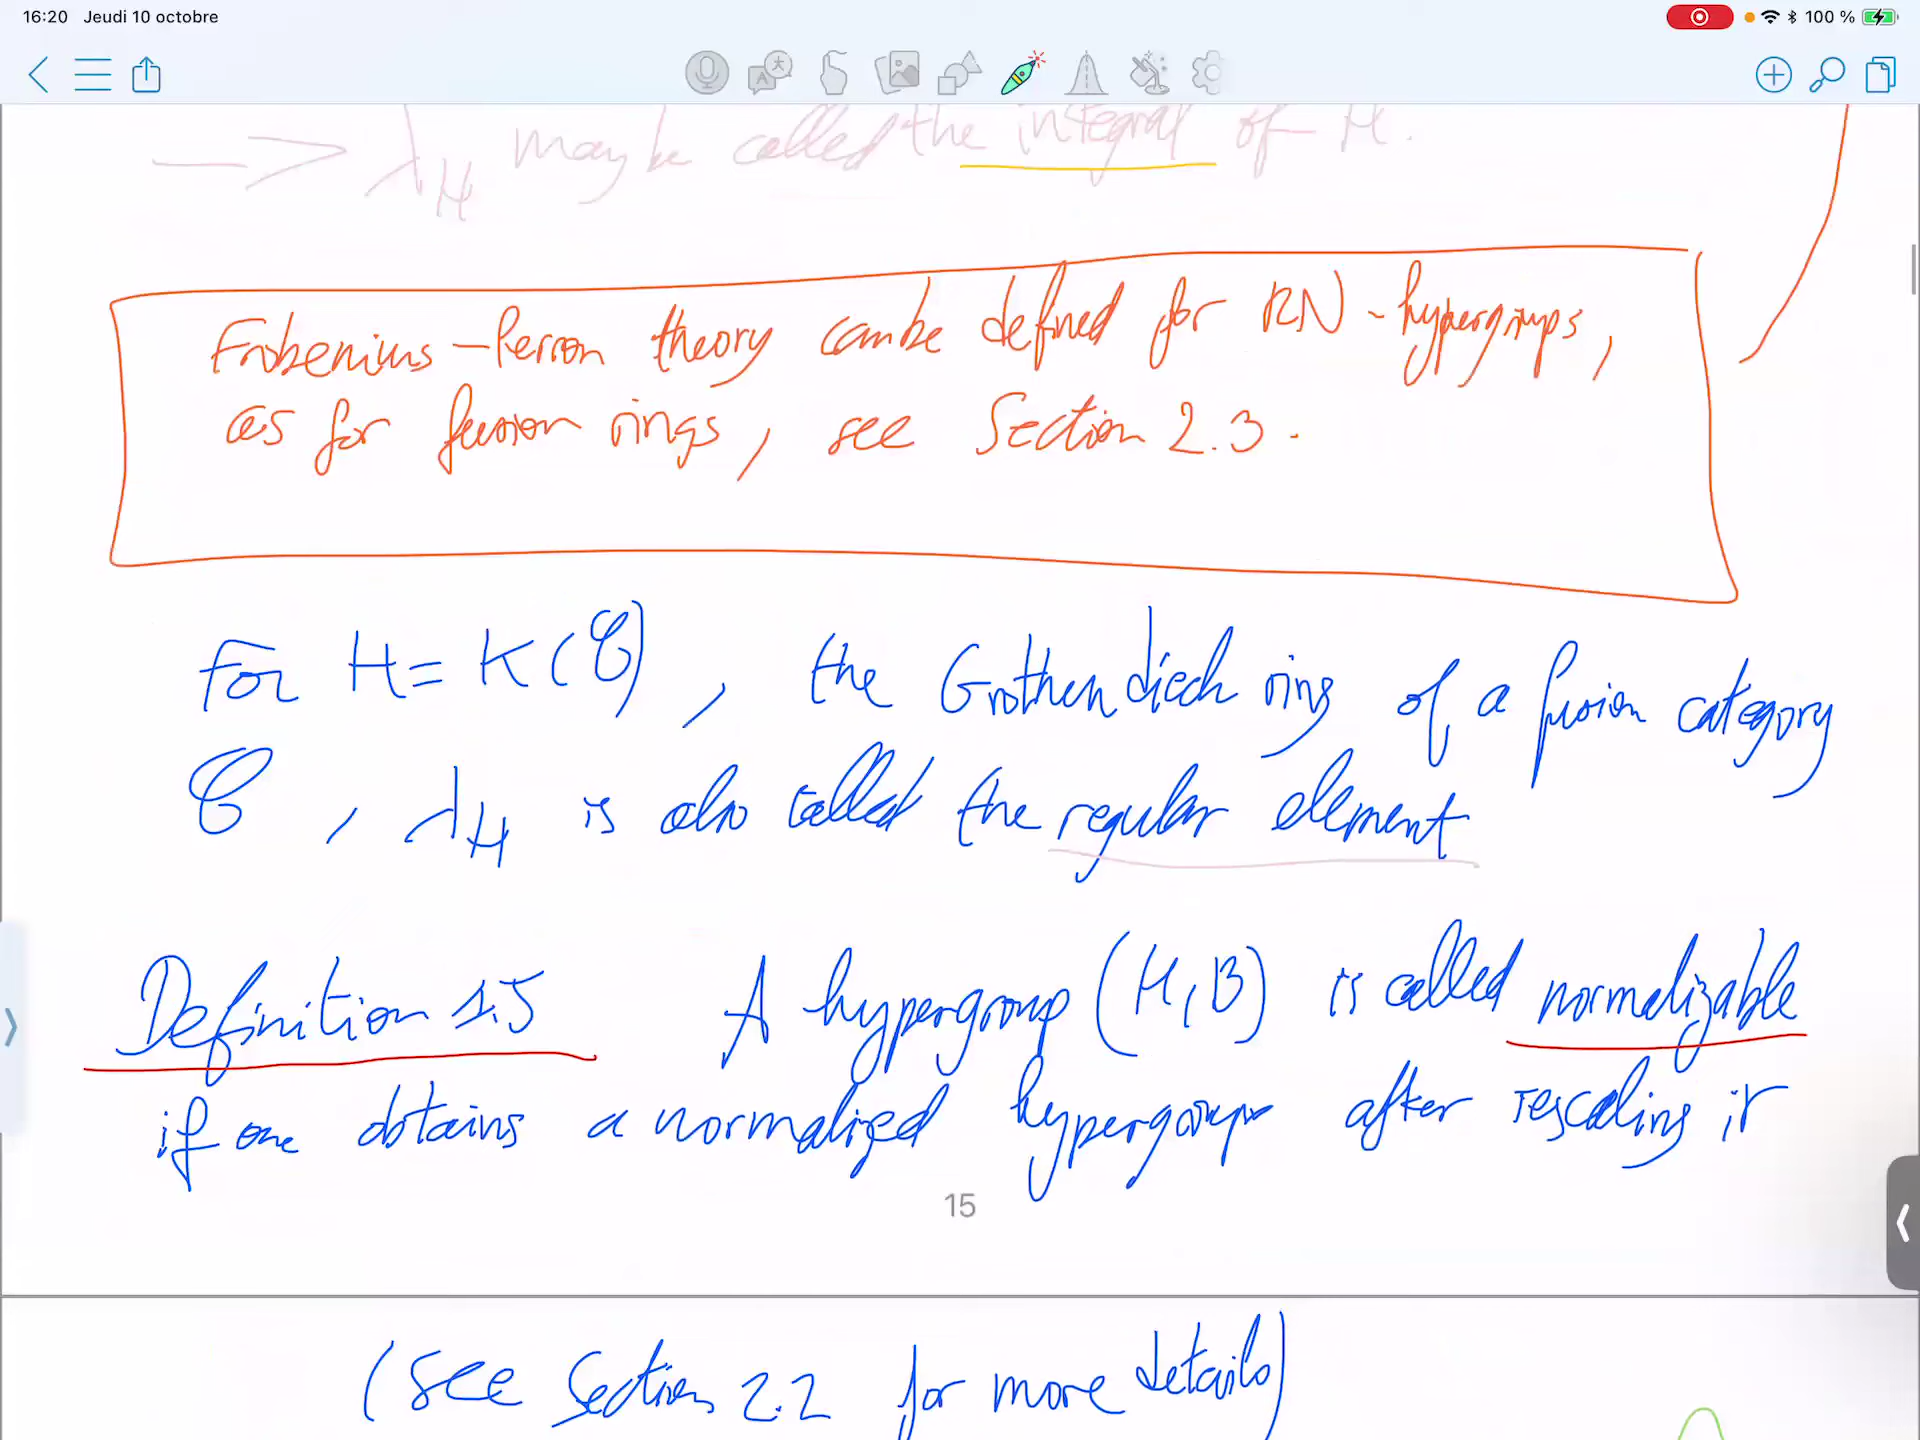 16:20 Jeudi 10 octobre 100 %
=> λ_H may be called the integral of H.
Frobenius-Perron theory can be defined for RN-hypergroups,
as for fusion rings, see Section 2.3.
For H = K(𝒞), the Grothendieck ring of a fusion category
𝒞, λ_H is also called the regular element
Definition 1.5 A hypergroup (H,B) is called normalizable
if one obtains a normalized hypergroup after rescaling it
15
(see Section 2.2 for more details)